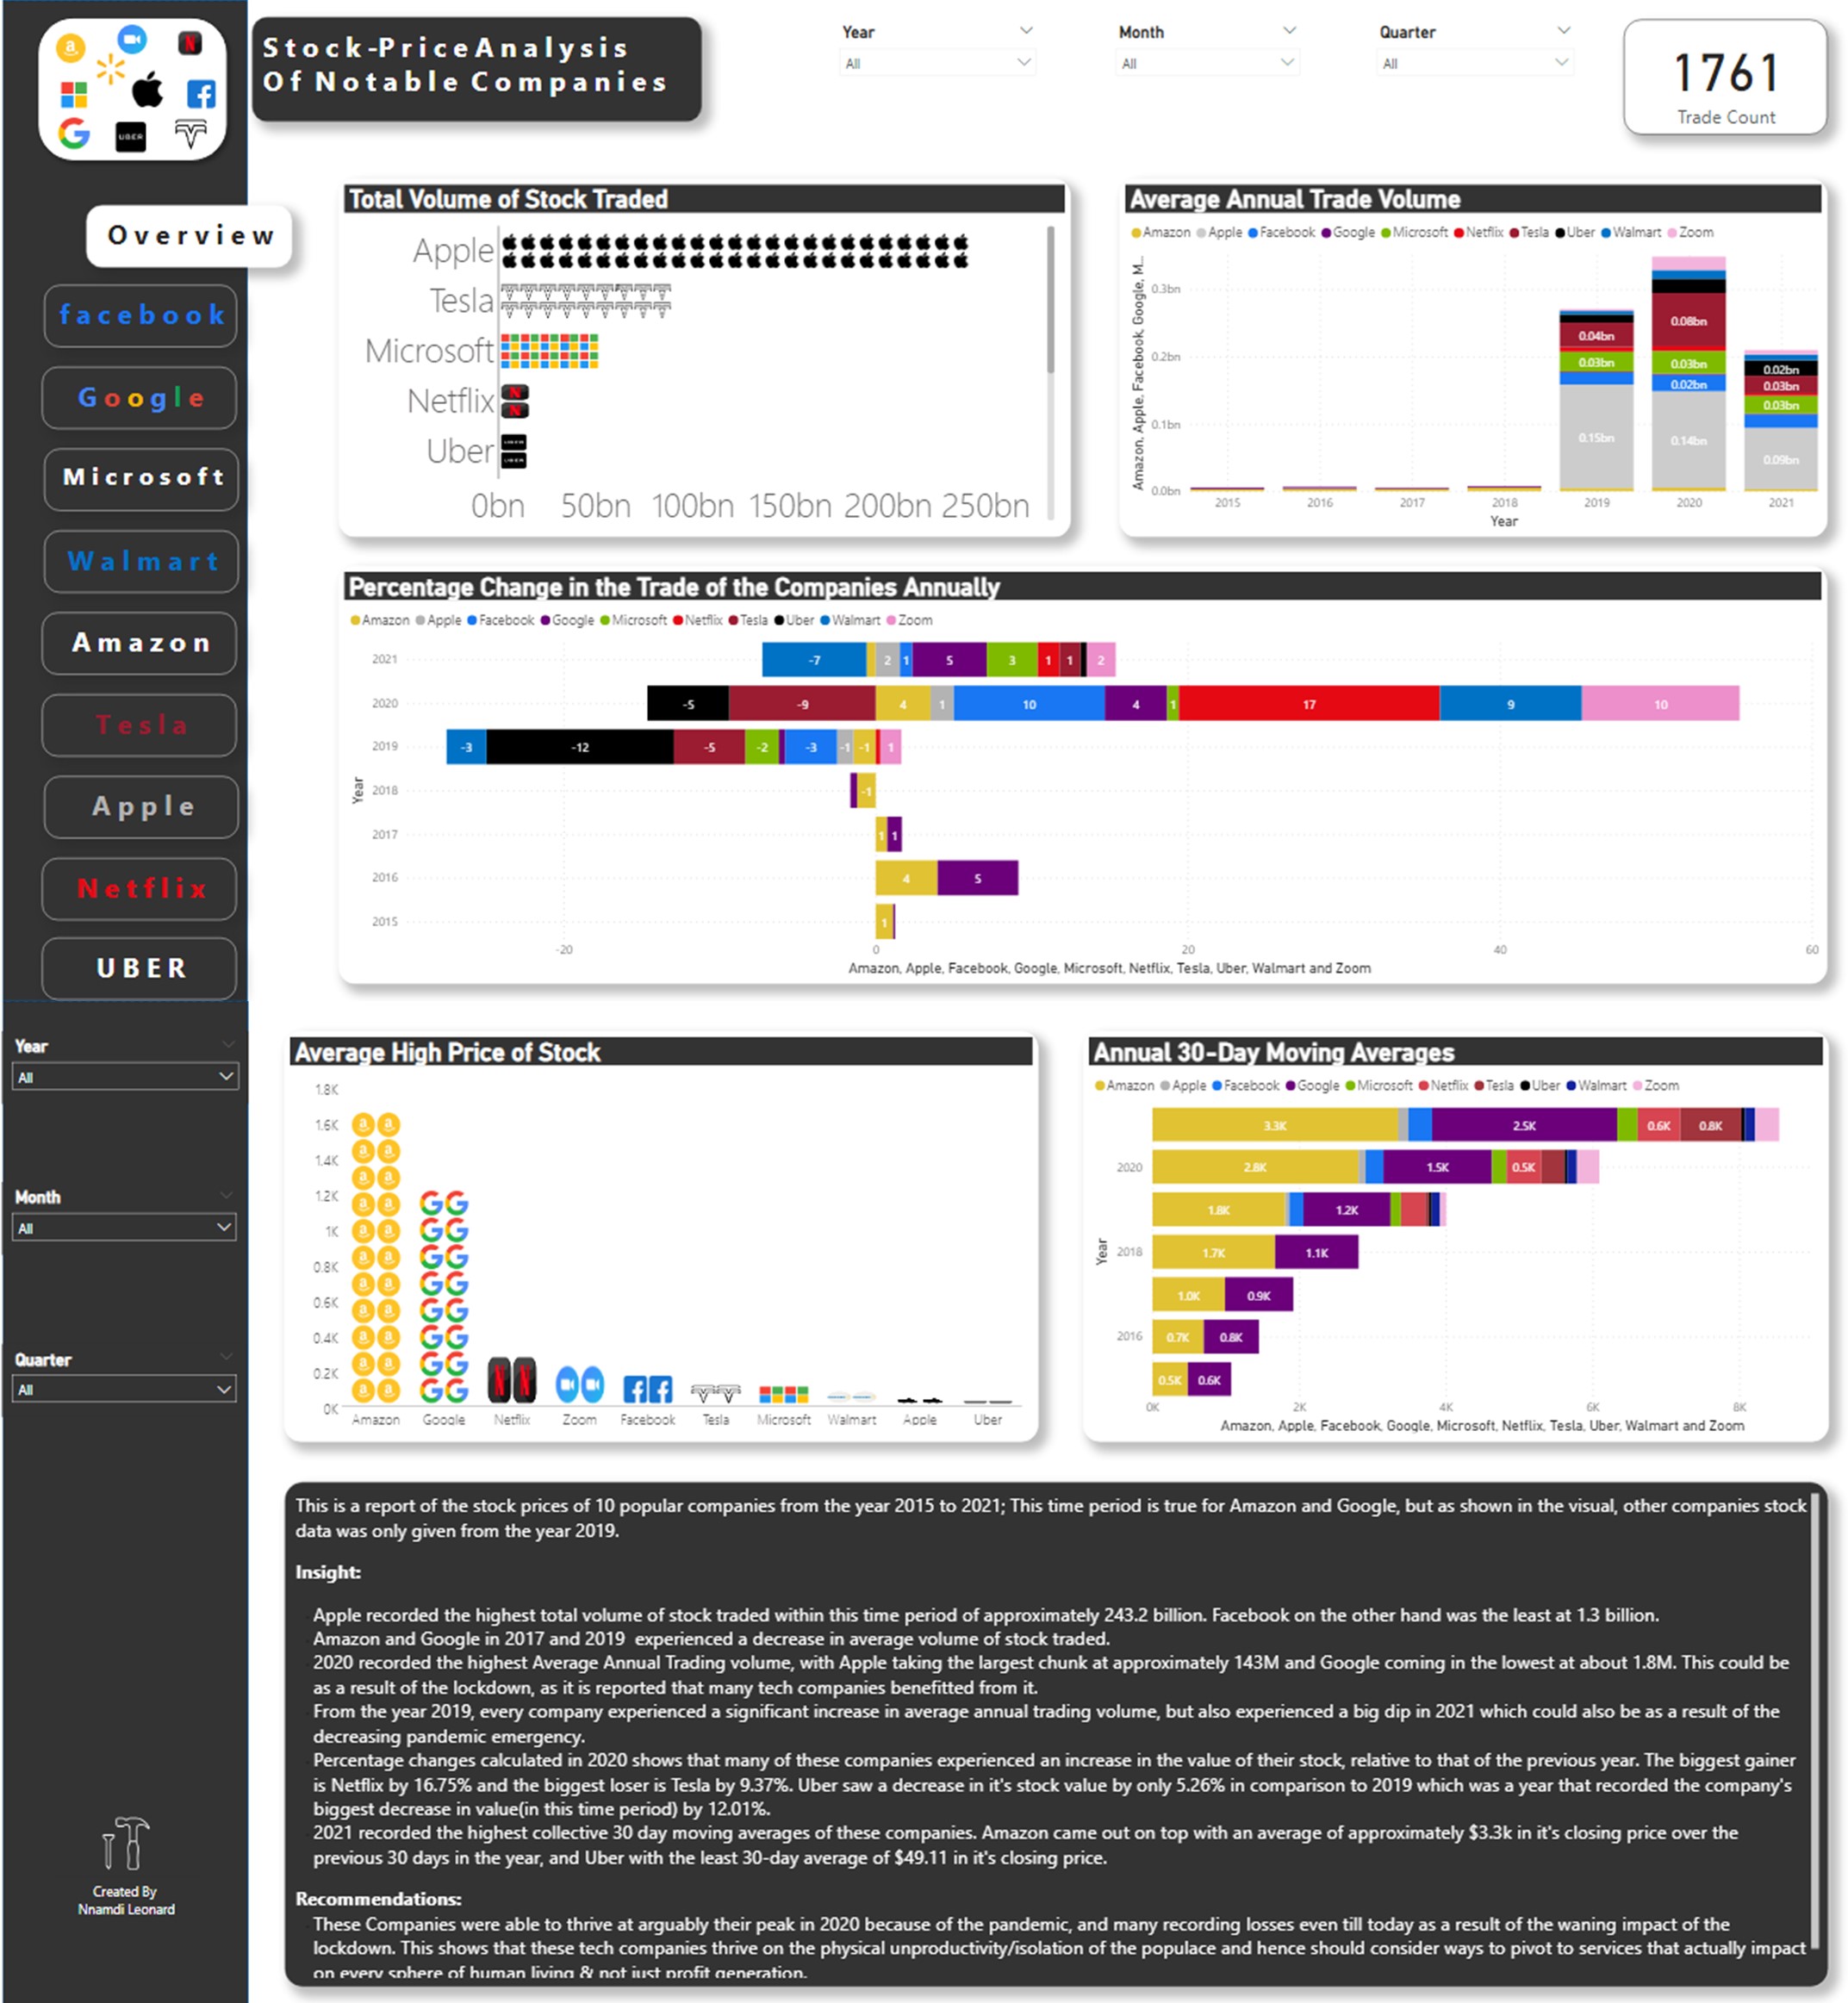 Stock-Price Analysis
Of Notable Companies
Year
All
Month
All
Quarter
All
1761
Trade Count
UBER
Overview
facebook
Google
Microsoft
Walmart
Amazon
Tesla
Apple
Netflix
UBER
Year
All
Month
All
Quarter
All
Created By
Nnamdi Leonard
Total Volume of Stock Traded
Apple
Tesla
Microsoft
Netflix
Uber
0bn 50bn 100bn 150bn 200bn 250bn
Average Annual Trade Volume
Amazon Apple Facebook Google Microsoft Netflix Tesla Uber Walmart Zoom
Amazon, Apple, Facebook, Google, M...
0.3bn
0.2bn
0.1bn
0.0bn
0.04bn
0.03bn
0.15bn
0.08bn
0.03bn
0.02bn
0.14bn
0.02bn
0.03bn
0.03bn
0.09bn
2015 2016 2017 2018 2019 2020 2021
Year
Percentage Change in the Trade of the Companies Annually
Amazon Apple Facebook Google Microsoft Netflix Tesla Uber Walmart Zoom
Year
2021 -7 2 1 5 3 1 1 2
2020 -5 -9 4 1 10 4 1 17 9 10
2019 -3 -12 -5 -2 -3 -1 -1 1
2018 -1
2017 1 1
2016 4 5
2015 1
-20 0 20 40 60
Amazon, Apple, Facebook, Google, Microsoft, Netflix, Tesla, Uber, Walmart and Zoom
Average High Price of Stock
1.8K
1.6K
1.4K
1.2K
1K
0.8K
0.6K
0.4K
0.2K
0K
Amazon Google Netflix Zoom Facebook Tesla Microsoft Walmart Apple Uber
Annual 30-Day Moving Averages
Amazon Apple Facebook Google Microsoft Netflix Tesla Uber Walmart Zoom
Year
3.3K 2.5K 0.6K 0.8K
2020 2.8K 1.5K 0.5K
1.8K 1.2K
2018 1.7K 1.1K
1.0K 0.9K
2016 0.7K 0.8K
0.5K 0.6K
0K 2K 4K 6K 8K
Amazon, Apple, Facebook, Google, Microsoft, Netflix, Tesla, Uber, Walmart and Zoom
This is a report of the stock prices of 10 popular companies from the year 2015 to 2021; This time period is true for Amazon and Google, but as shown in the visual, other companies stock
data was only given from the year 2019.
Insight:
Apple recorded the highest total volume of stock traded within this time period of approximately 243.2 billion. Facebook on the other hand was the least at 1.3 billion.
Amazon and Google in 2017 and 2019 experienced a decrease in average volume of stock traded.
2020 recorded the highest Average Annual Trading volume, with Apple taking the largest chunk at approximately 143M and Google coming in the lowest at about 1.8M. This could be
as a result of the lockdown, as it is reported that many tech companies benefitted from it.
From the year 2019, every company experienced a significant increase in average annual trading volume, but also experienced a big dip in 2021 which could also be as a result of the
decreasing pandemic emergency.
Percentage changes calculated in 2020 shows that many of these companies experienced an increase in the value of their stock, relative to that of the previous year. The biggest gainer
is Netflix by 16.75% and the biggest loser is Tesla by 9.37%. Uber saw a decrease in it's stock value by only 5.26% in comparison to 2019 which was a year that recorded the company's
biggest decrease in value(in this time period) by 12.01%.
2021 recorded the highest collective 30 day moving averages of these companies. Amazon came out on top with an average of approximately $3.3k in it's closing price over the
previous 30 days in the year, and Uber with the least 30-day average of $49.11 in it's closing price.
Recommendations:
These Companies were able to thrive at arguably their peak in 2020 because of the pandemic, and many recording losses even till today as a result of the waning impact of the
lockdown. This shows that these tech companies thrive on the physical unproductivity/isolation of the populace and hence should consider ways to pivot to services that actually impact
on every sphere of human living & not just profit generation.